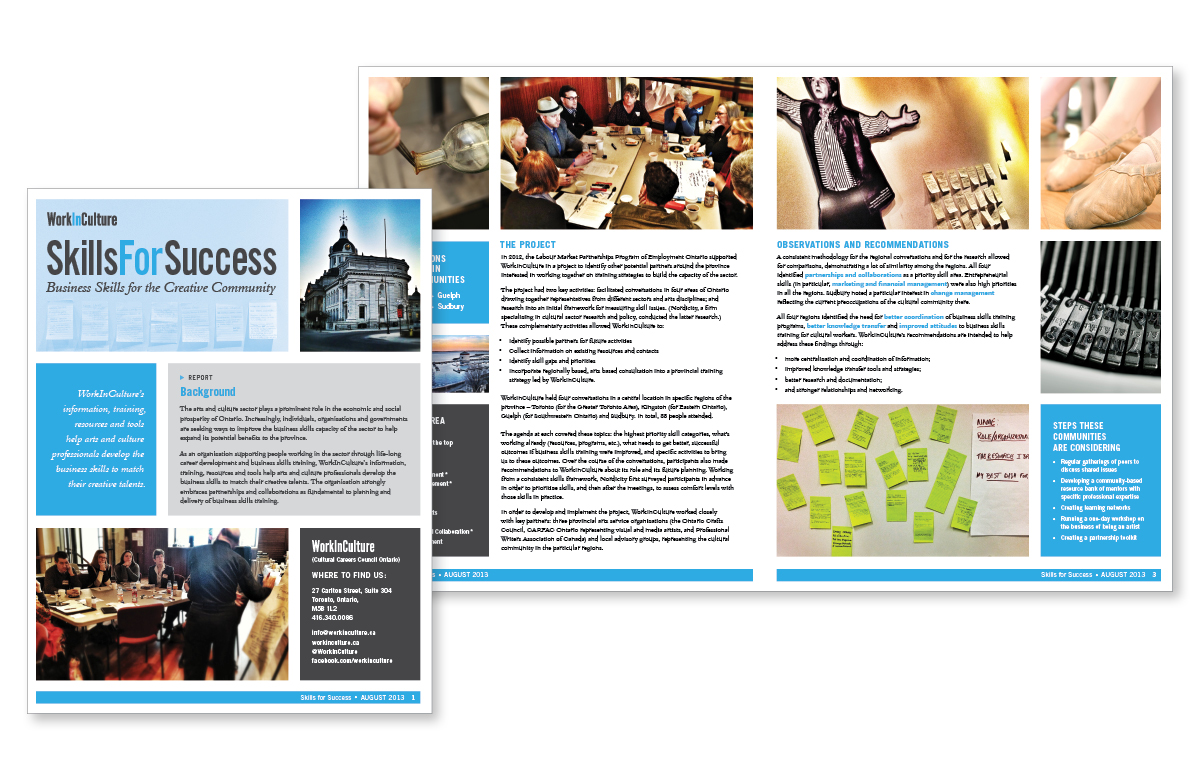 WorkInCulture
SkillsForSuccess
Business Skills for the Creative Community
WorkInCulture's
information, training,
resources and tools
help arts and culture
professionals develop the
business skills to match
their creative talents.
REPORT
Background
The arts and culture sector plays a prominent role in the economic and social
prosperity of Ontario. Increasingly, individuals, organisations and governments
are seeking ways to improve the business skills capacity of the sector to help
expand its potential benefits to the province.
As an organisation supporting people working in the sector through life-long
career development and business skills training, WorkInCulture's information,
training, resources and tools help arts and culture professionals develop the
business skills to match their creative talents. The organisation strongly
embraces partnerships and collaborations as fundamental to planning and
delivery of business skills training.
WorkInCulture
(Cultural Careers Council Ontario)
WHERE TO FIND US:
27 Carlton Street, Suite 304
Toronto, Ontario,
M5B 1L2
416.340.0086
info@workinculture.ca
workinculture.ca
@WorkInCulture
facebook.com/workinculture
Skills for Success • AUGUST 2013 1
ONS
IN
UNITIES
Guelph
Sudbury
REA
the top
ment*
ement*
ts
l Collaboration*
ment
THE PROJECT
In 2012, the Labour Market Partnerships Program of Employment Ontario supported
WorkInCulture in a project to identify other potential partners around the province
interested in working together on training strategies to build the capacity of the sector.
The project had two key activities: facilitated conversations in four areas of Ontario
drawing together representatives from different sectors and arts disciplines; and
research into an initial framework for measuring skill issues. (Nordicity, a firm
specialising in cultural sector research and policy, conducted the latter research.)
These complementary activities allowed WorkInCulture to:
• Identify possible partners for future activities
• Collect information on existing resources and contacts
• Identify skill gaps and priorities
• Incorporate regionally based, arts based consultation into a provincial training
strategy led by WorkInCulture.
WorkInCulture held four conversations in a central location in specific regions of the
province – Toronto (for the Greater Toronto Area), Kingston (for Eastern Ontario),
Guelph (for Southwestern Ontario) and Sudbury. In total, 88 people attended.
The agenda at each covered these topics: the highest priority skill categories, what's
working already (resources, programs, etc.), what needs to get better, successful
outcomes if business skills training were improved, and specific activities to bring
us to these outcomes. Over the course of the conversations, participants also made
recommendations to WorkInCulture about its role and its future planning. Working
from a consistent skills framework, Nordicity first surveyed participants in advance
in order to prioritise skills, and then after the meetings, to assess comfort levels with
those skills in practice.
In order to develop and implement the project, WorkInCulture worked closely
with key partners: three provincial arts service organisations (the Ontario Crafts
Council, CARFAC Ontario representing visual and media artists, and Professional
Writers Association of Canada) and local advisory groups, representing the cultural
community in the particular regions.
s • AUGUST 2013
OBSERVATIONS AND RECOMMENDATIONS
A consistent methodology for the regional conversations and for the research allowed
for comparisons, demonstrating a lot of similarity among the regions. All four
identified partnerships and collaborations as a priority skill area. Entrepreneurial
skills (in particular, marketing and financial management) were also high priorities
in all the regions. Sudbury noted a particular interest in change management
reflecting the current preoccupations of the cultural community there.
All four regions identified the need for better coordination of business skills training
programs, better knowledge transfer and improved attitudes to business skills
training for cultural workers. WorkInCulture's recommendations are intended to help
address these findings through:
• more centralisation and coordination of information;
• improved knowledge transfer tools and strategies;
• better research and documentation;
• and stronger relationships and networking.
NAME:
ROLE/ORGANIZATION
MY BEST IDEA FOR
STEPS THESE
COMMUNITIES
ARE CONSIDERING
• Regular gatherings of peers to
discuss shared issues
• Developing a community-based
resource bank of mentors with
specific professional expertise
• Creating learning networks
• Running a one-day workshop on
the business of being an artist
• Creating a partnership toolkit
Skills for Success • AUGUST 2013 3